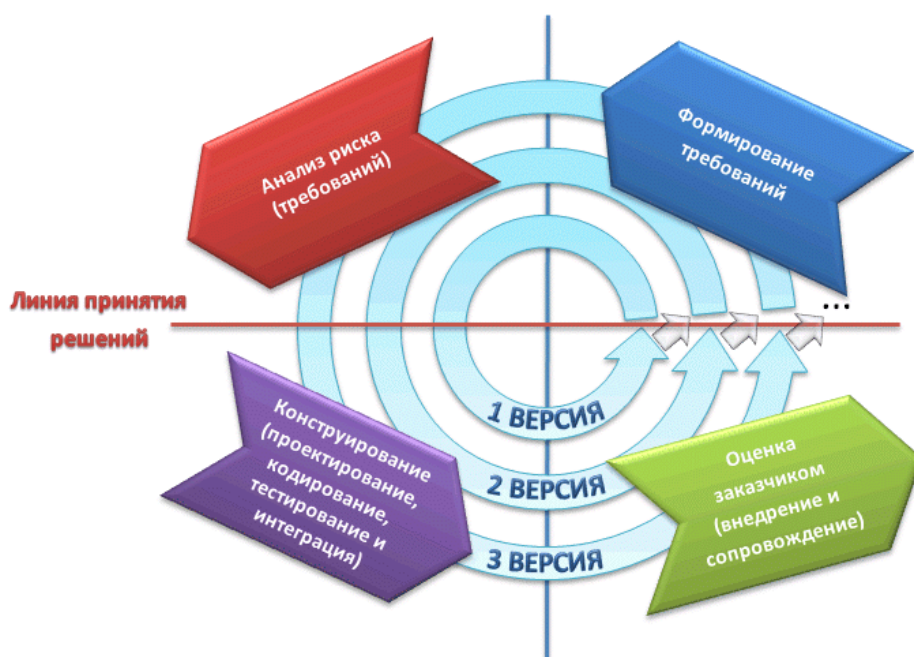 Анализ риска
(требований)
Формирование
требований
...
Линия принятия
решений
1 ВЕРСИЯ
2 ВЕРСИЯ
3 ВЕРСИЯ
Конструирование
(проектирование,
кодирование,
тестирование и
интеграция)
Оценка
заказчиком
(внедрение и
сопровождение)